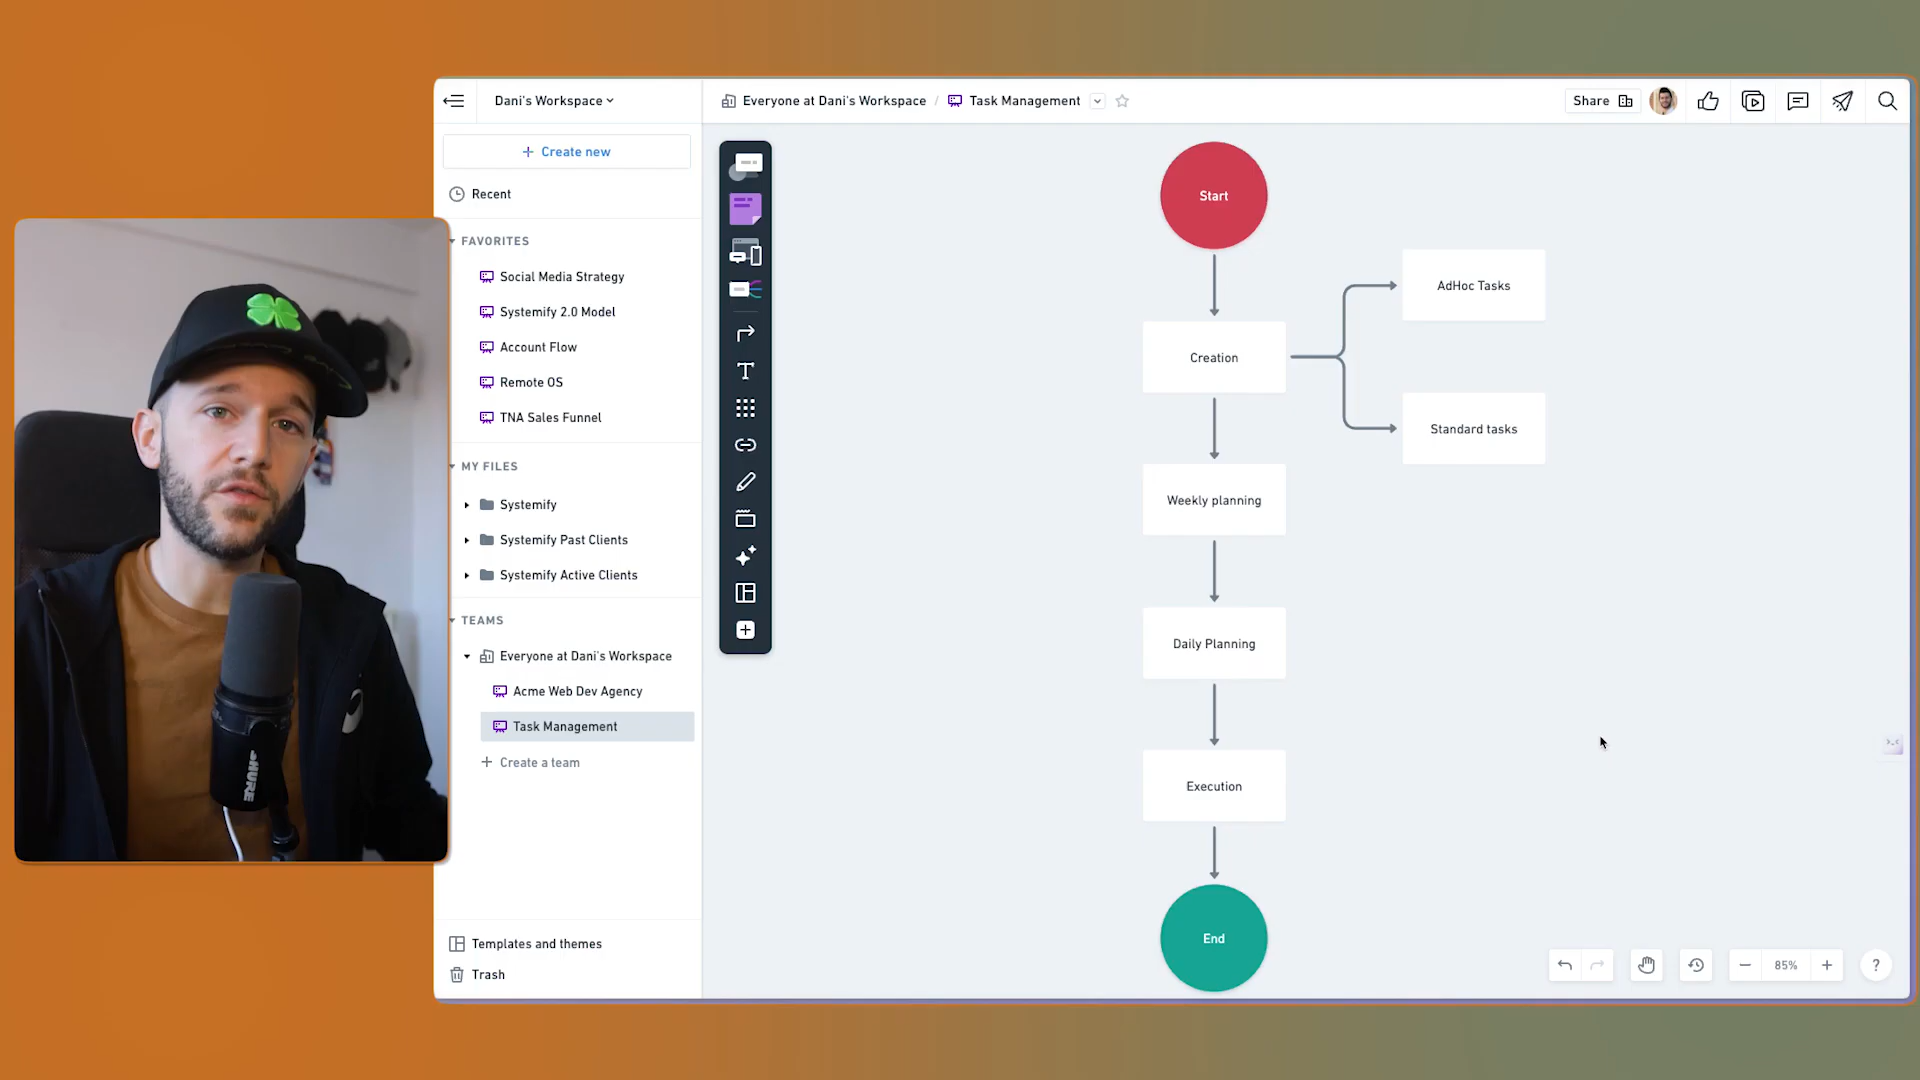 Dani's Workspace
Everyone at Dani's Workspace / Task Management
Share
+ Create new
Recent
FAVORITES
Social Media Strategy
Systemify 2.0 Model
Account Flow
Remote OS
TNA Sales Funnel
MY FILES
Systemify
Systemify Past Clients
Systemify Active Clients
TEAMS
Everyone at Dani's Workspace
Acme Web Dev Agency
Task Management
+ Create a team
Templates and themes
Trash
Start
Creation
AdHoc Tasks
Standard tasks
Weekly planning
Daily Planning
Execution
End
85%
?
SHURE